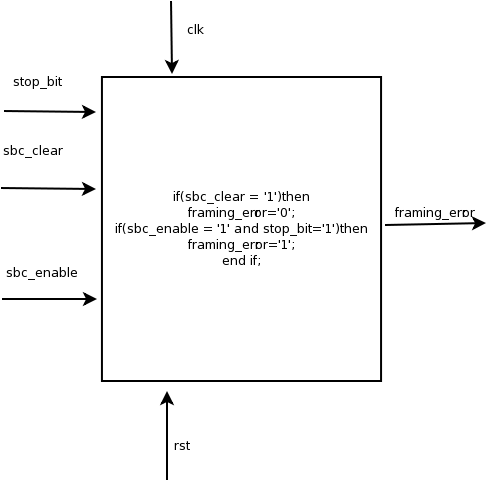 clk
stop_bit
sbc_clear
if(sbc_clear = '1')then
framing_error='0';
if(sbc_enable = '1' and stop_bit='1')then
framing_error='1';
end if;
framing_error
sbc_enable
rst